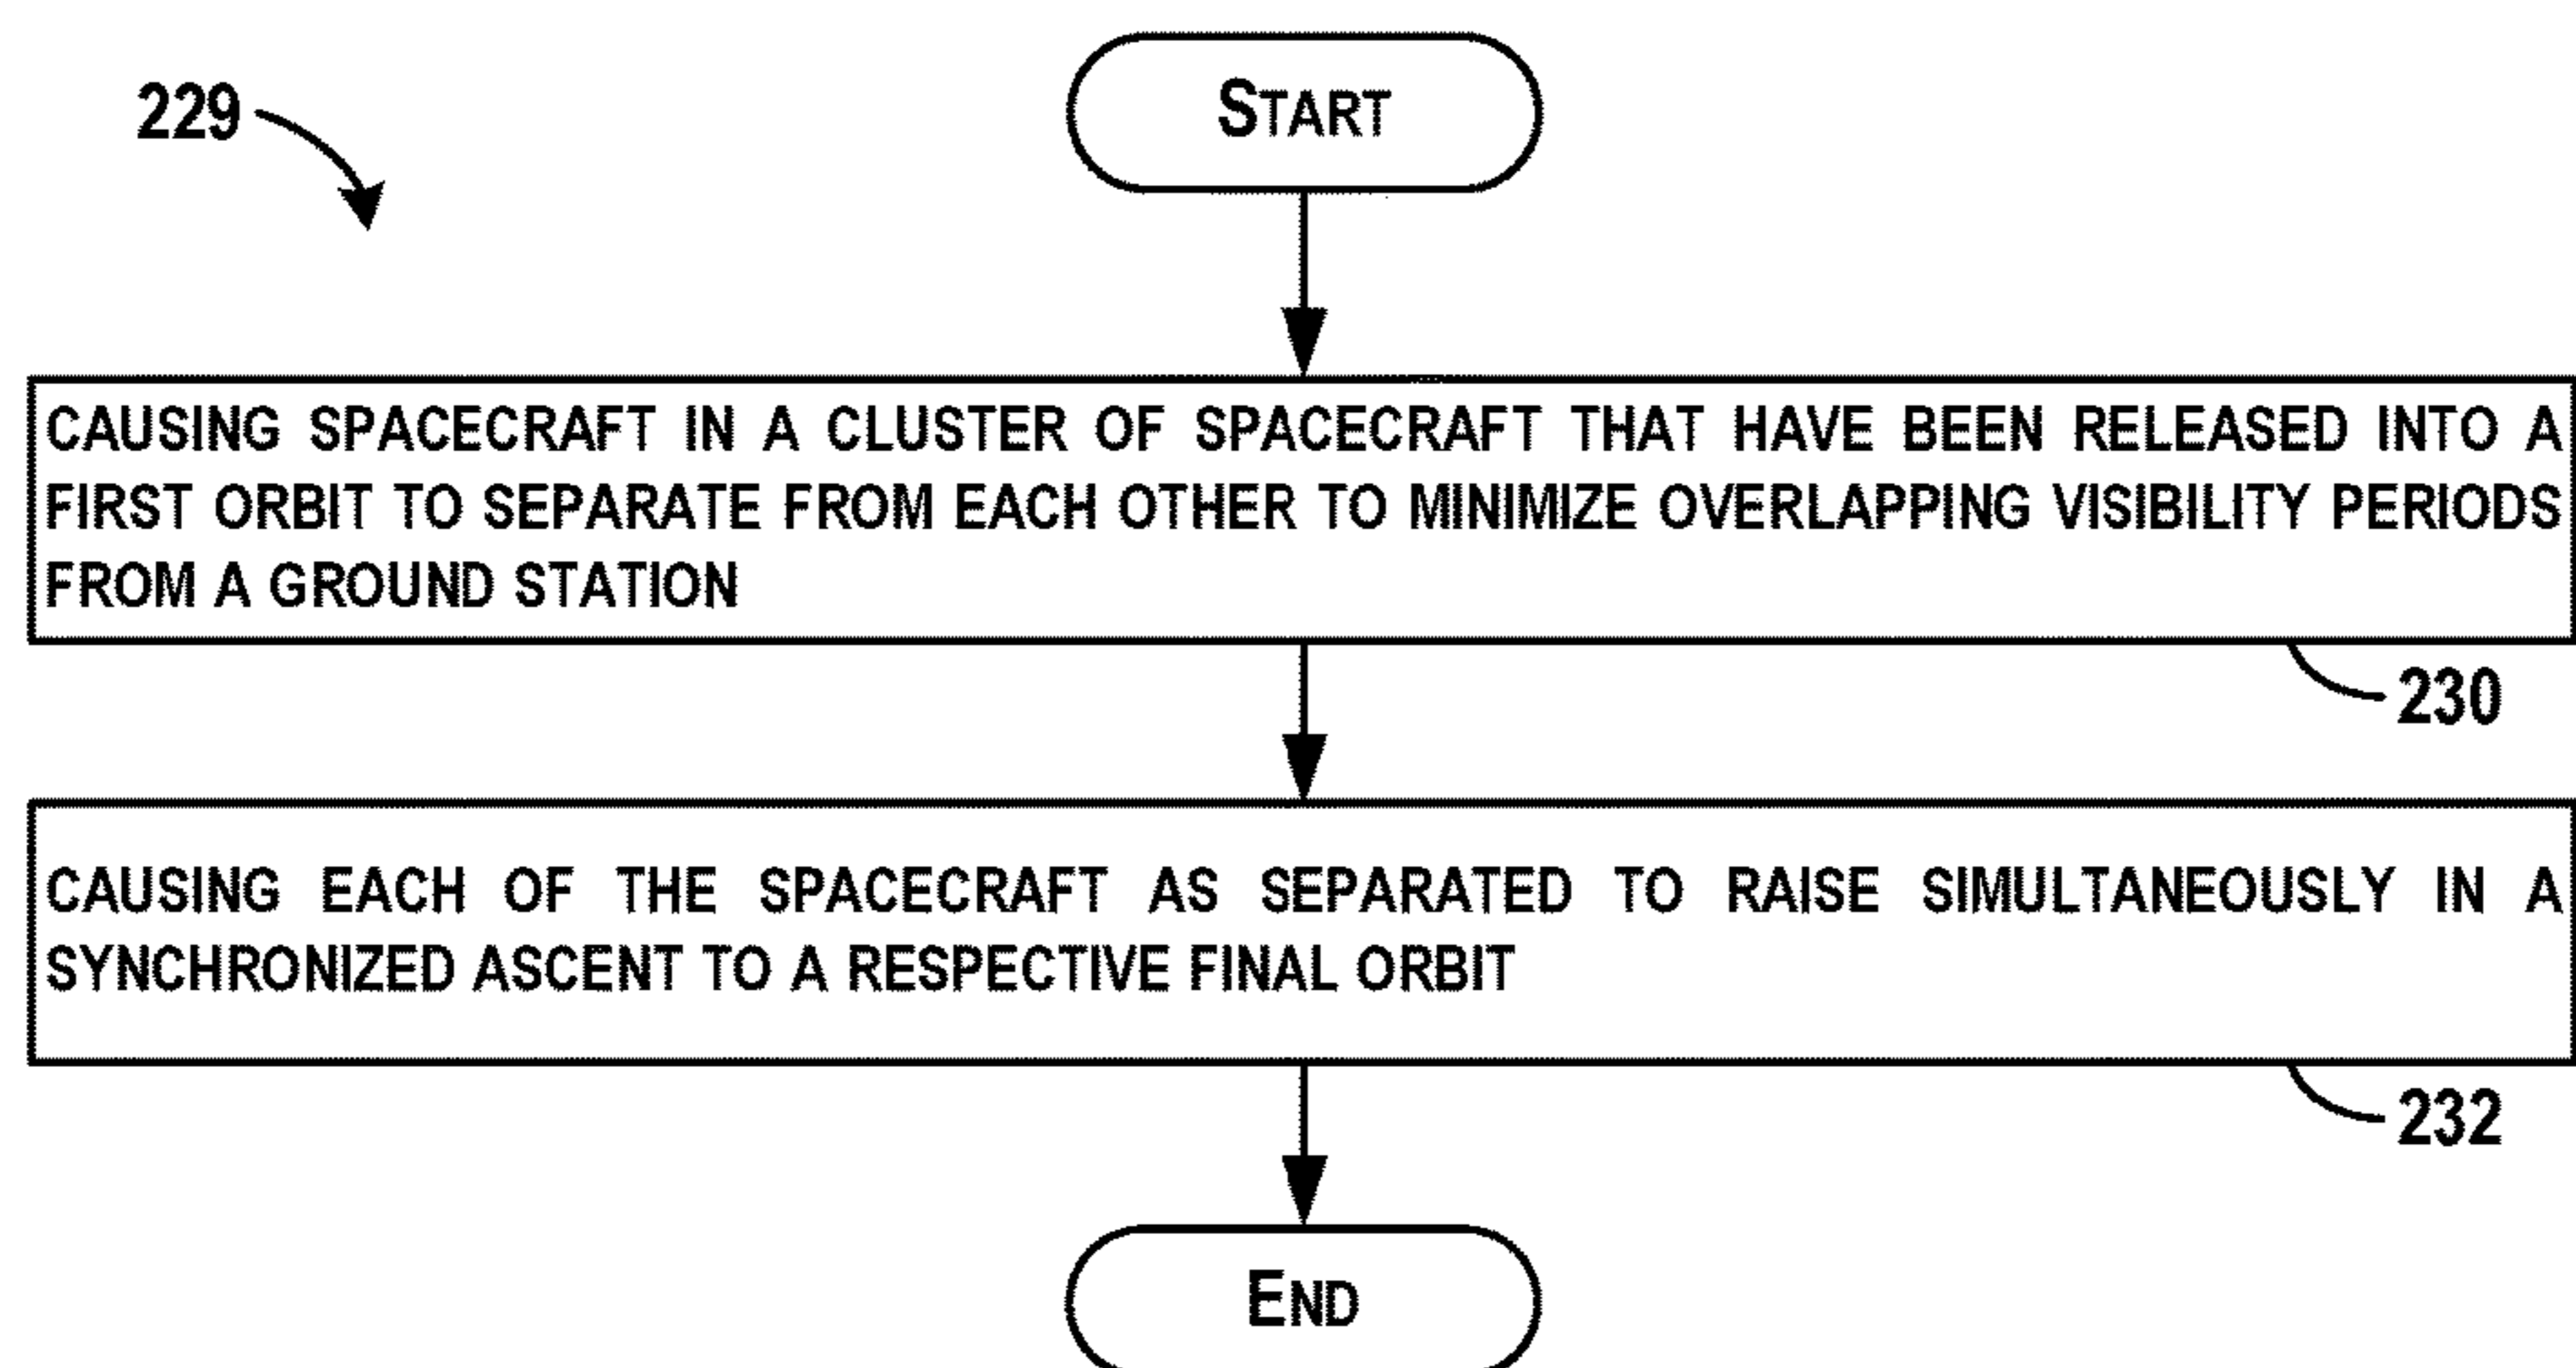 START
229
CAUSING SPACECRAFT IN A CLUSTER OF SPACECRAFT THAT HAVE BEEN RELEASED INTO A
FIRST ORBIT TO SEPARATE FROM EACH OTHER TO MINIMIZE OVERLAPPING VISIBILITY PERIODS
FROM A GROUND STATION
230
CAUSING EACH OF THE SPACECRAFT AS SEPARATED TO RAISE SIMULTANEOUSLY IN A
SYNCHRONIZED ASCENT TO A RESPECTIVE FINAL ORBIT
232
END